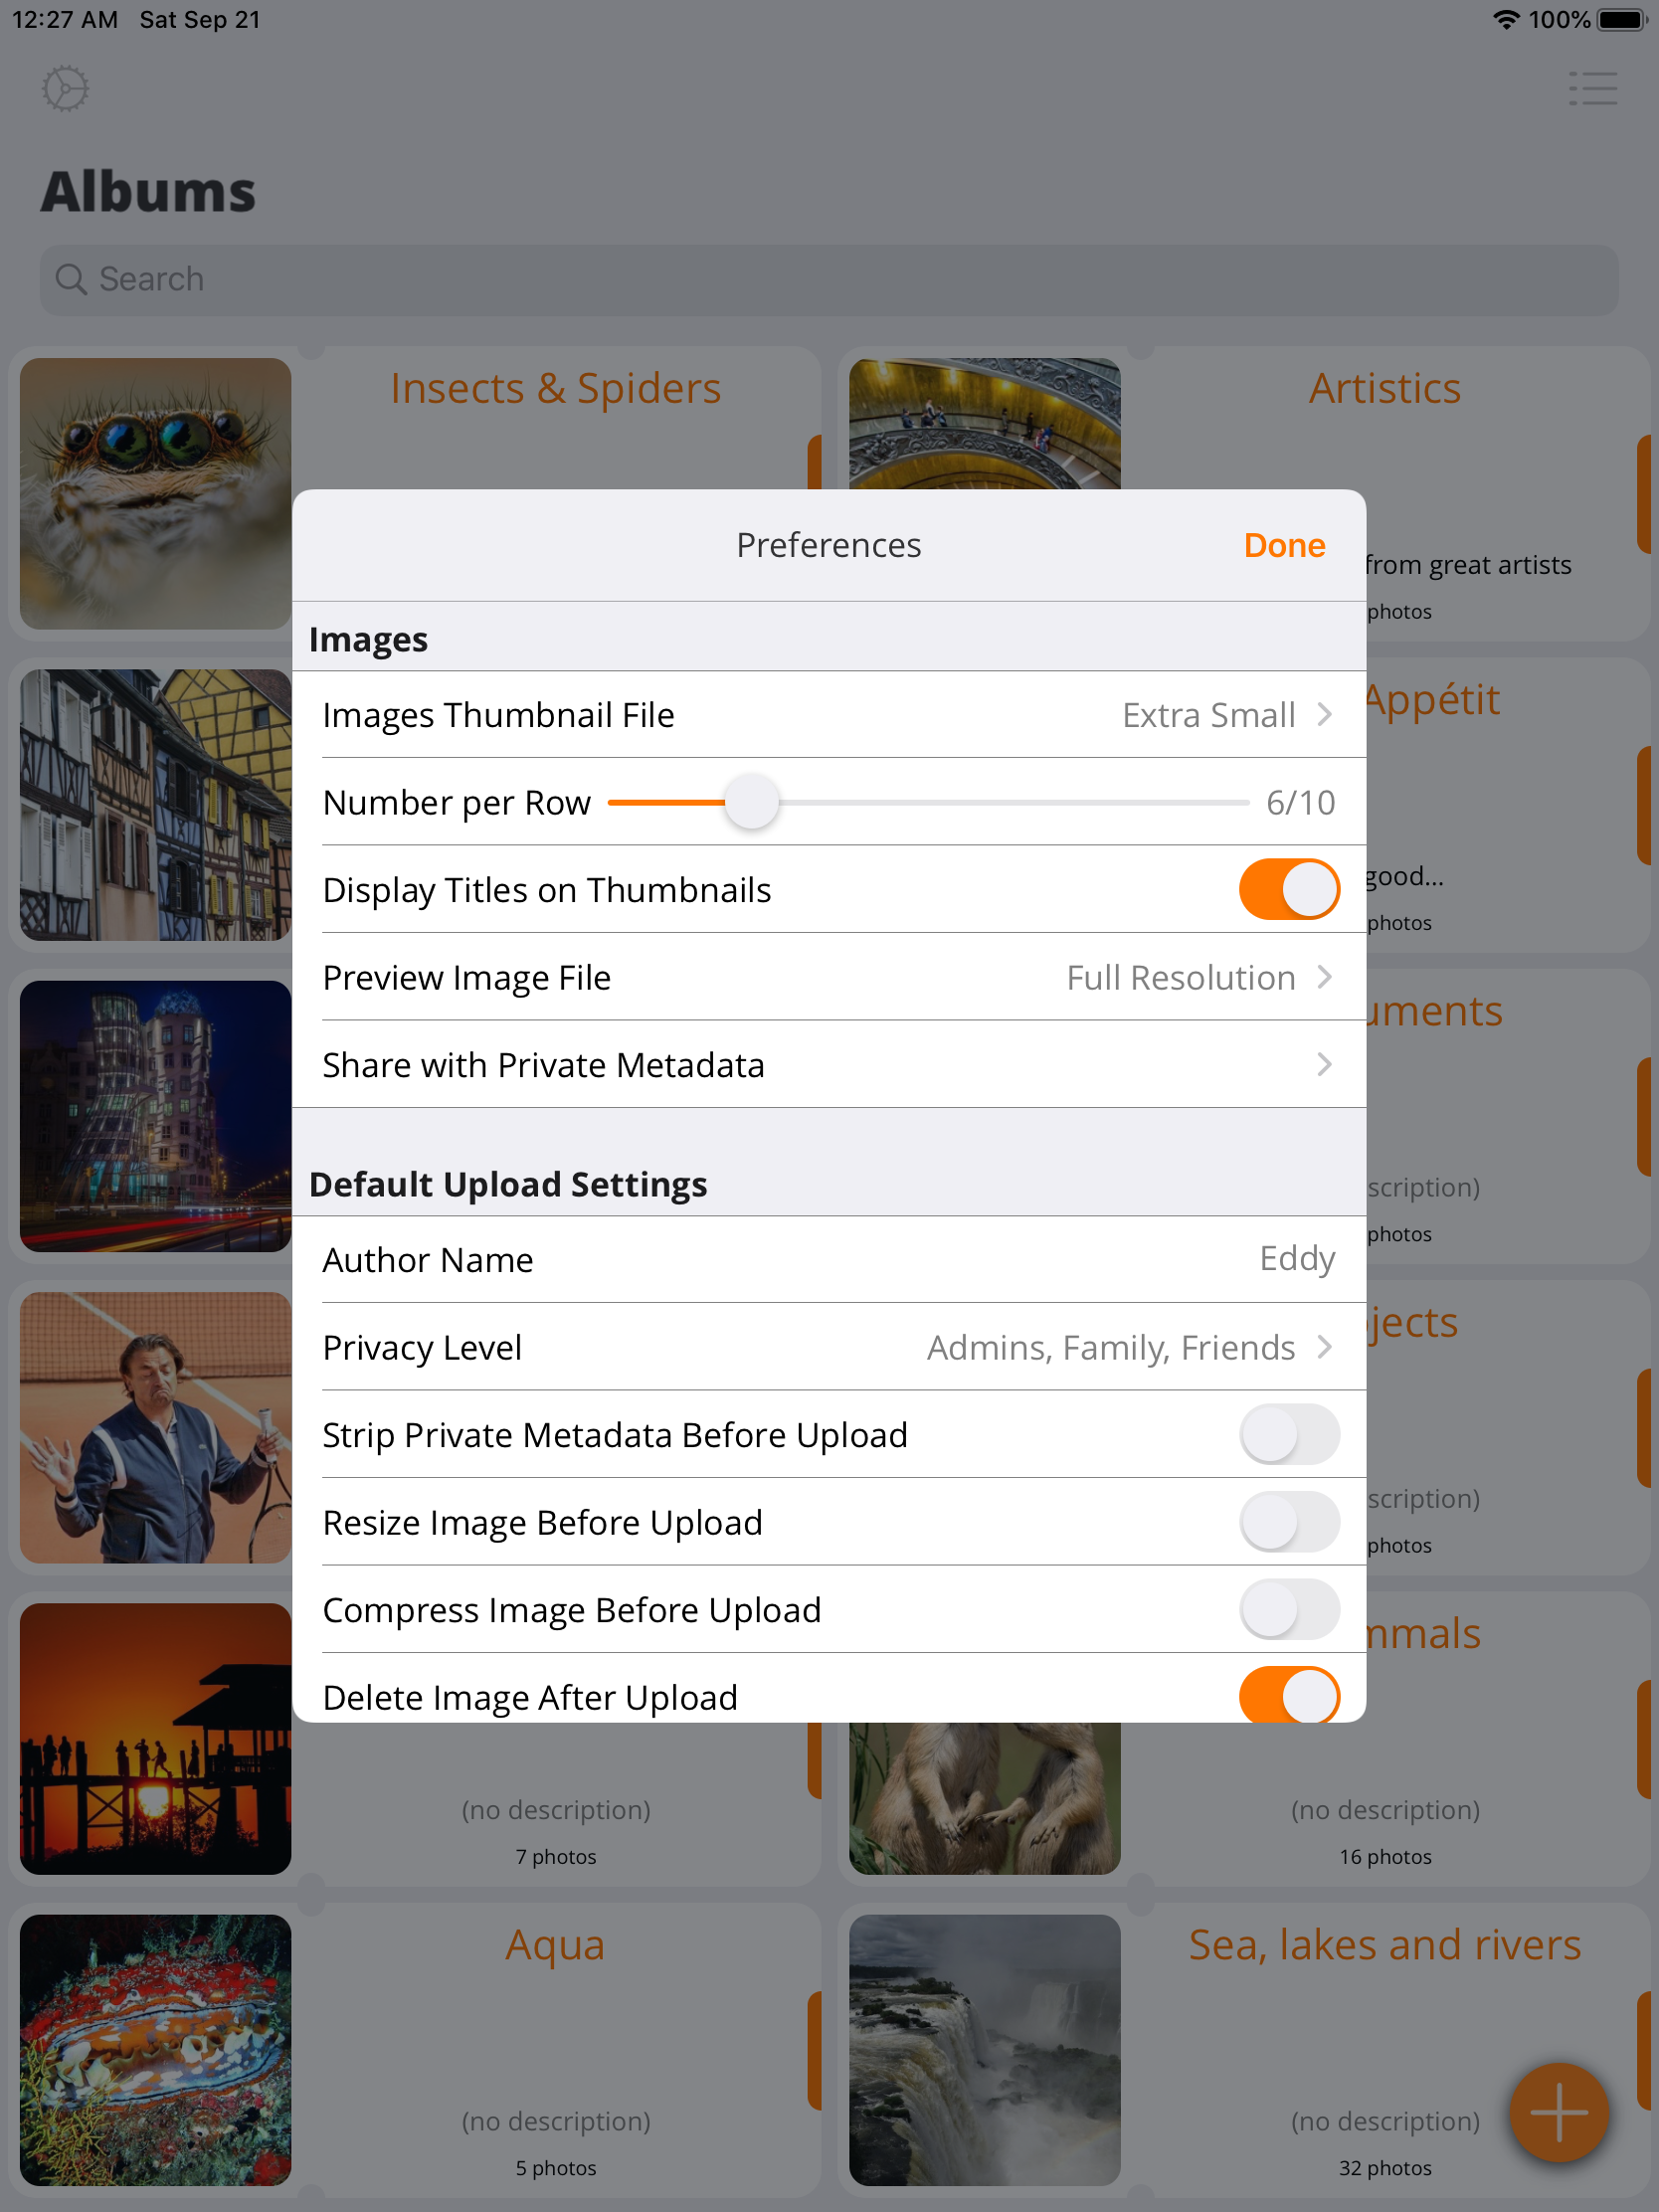 12:27 AM Sat Sep 21
100%
Albums
Search
Insects & Spiders
Artistics
from great artists
photos
Appétit
good...
photos
uments
scription)
photos
jects
scription)
photos
mmals
Preferences
Done
Images
Images Thumbnail File Extra Small
Number per Row 6/10
Display Titles on Thumbnails
Preview Image File Full Resolution
Share with Private Metadata
Default Upload Settings
Author Name Eddy
Privacy Level Admins, Family, Friends
Strip Private Metadata Before Upload
Resize Image Before Upload
Compress Image Before Upload
Delete Image After Upload
(no description)
7 photos
(no description)
16 photos
Aqua
(no description)
5 photos
Sea, lakes and rivers
(no description)
32 photos